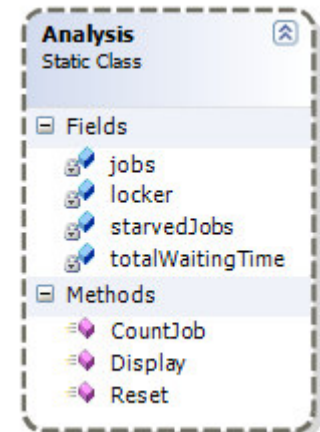 Analysis
Static Class
Fields
jobs
locker
starvedJobs
totalWaitingTime
Methods
CountJob
Display
Reset